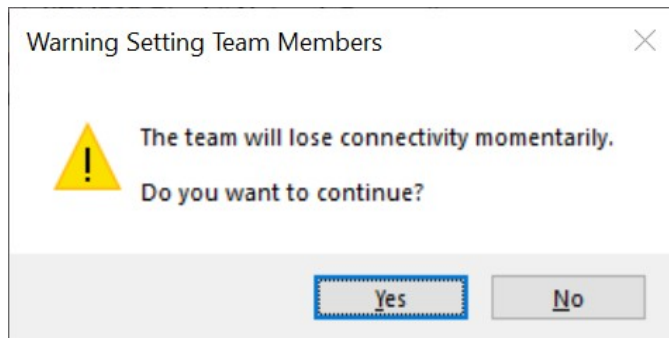 Warning Setting Team Members
The team will lose connectivity momentarily.
Do you want to continue?
Yes
No